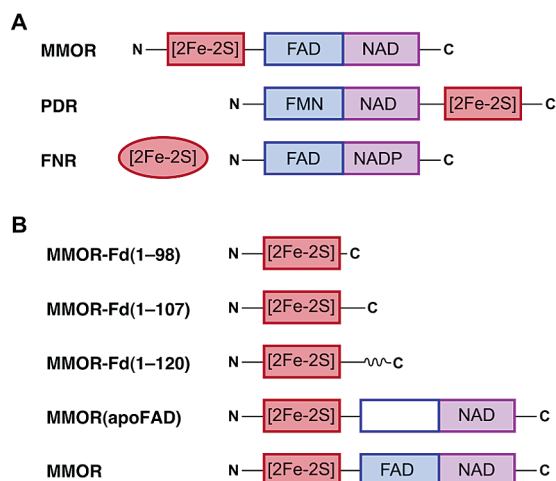 A
MMOR N [2Fe-2S] FAD NAD C
PDR N FMN NAD [2Fe-2S] C
FNR [2Fe-2S] N FAD NADP C
B
MMOR-Fd(1–98) N [2Fe-2S] C
MMOR-Fd(1–107) N [2Fe-2S] C
MMOR-Fd(1–120) N [2Fe-2S] C
MMOR(apoFAD) N [2Fe-2S] NAD C
MMOR N [2Fe-2S] FAD NAD C